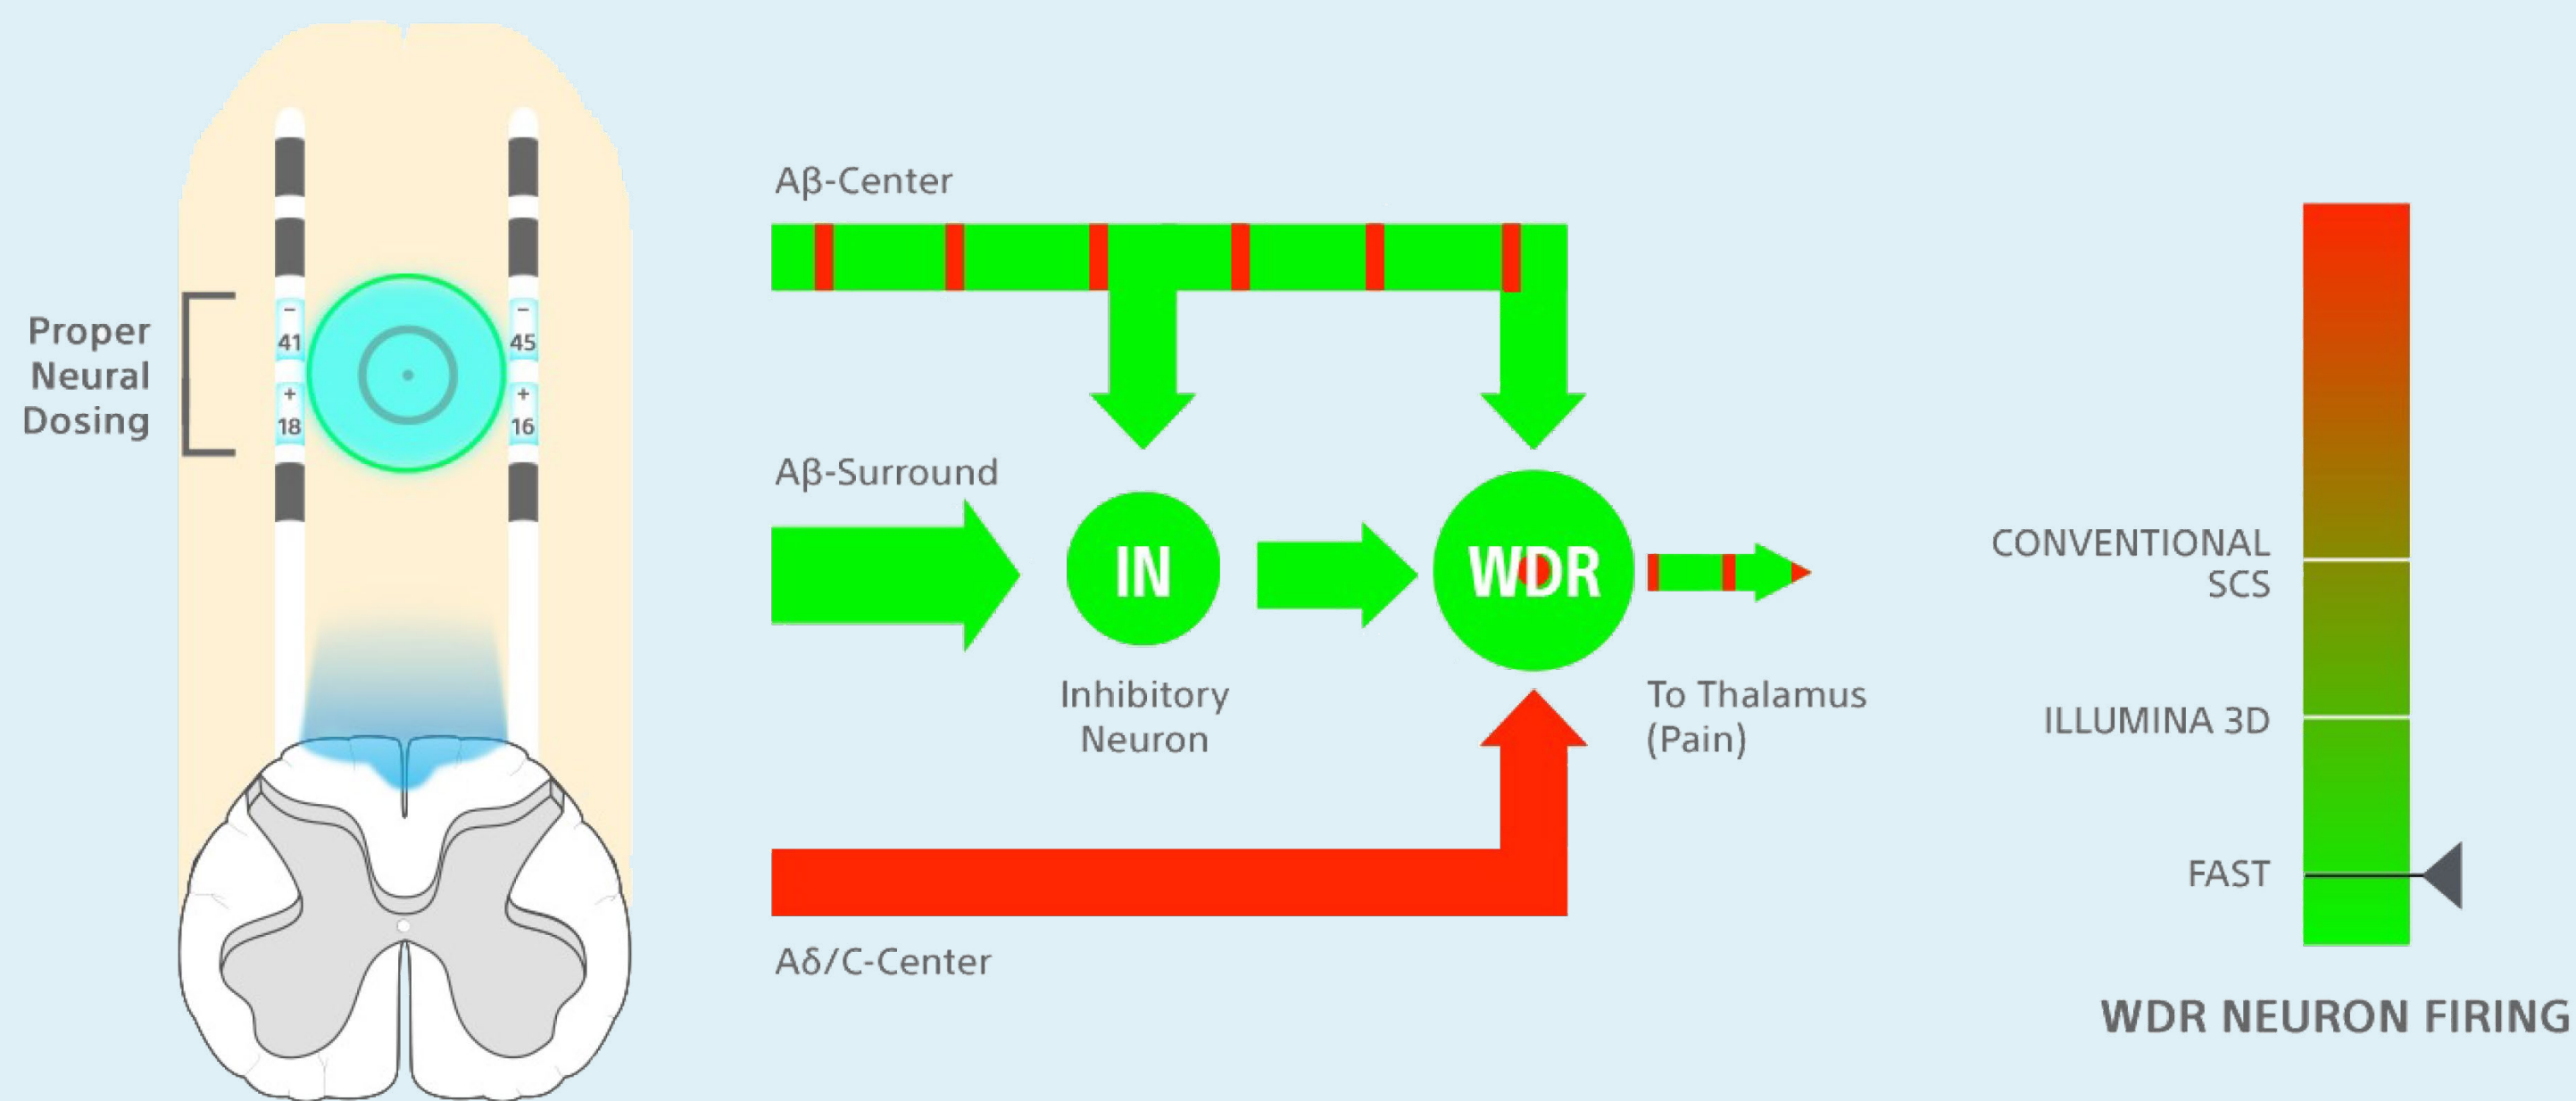 Proper
Neural
Dosing
−
41
+
18
−
45
+
16
Aβ-Center
Aβ-Surround
IN
Inhibitory
Neuron
WDR
To Thalamus
(Pain)
Aδ/C-Center
CONVENTIONAL
SCS
ILLUMINA 3D
FAST
WDR NEURON FIRING